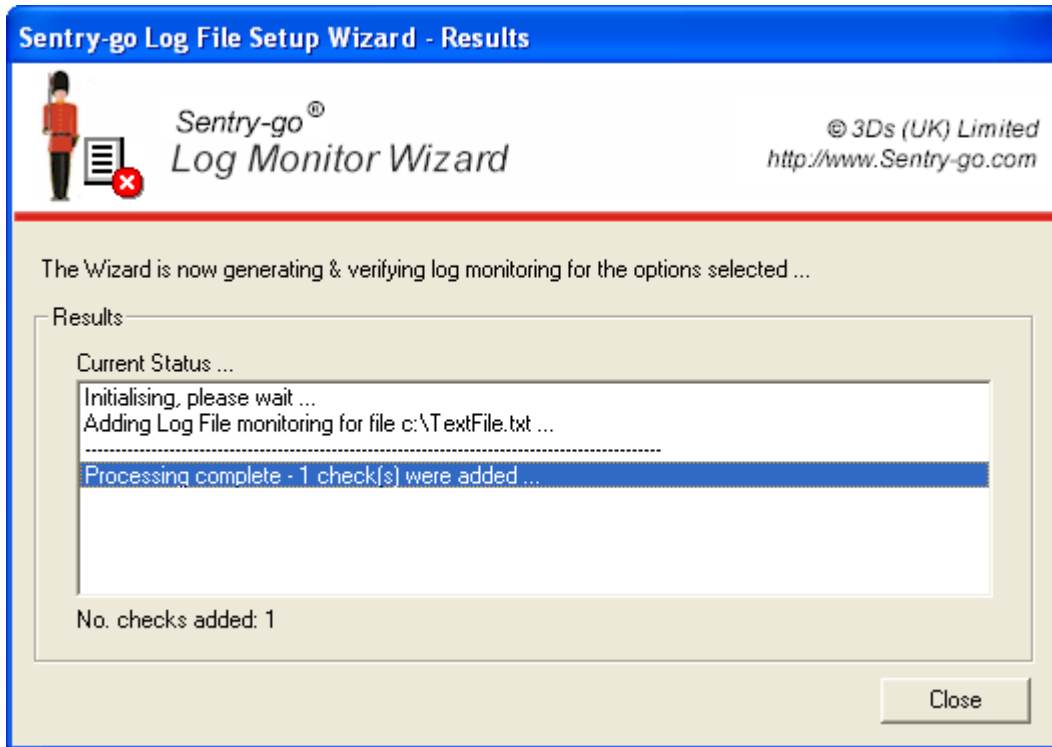 Sentry-go Log File Setup Wizard - Results
Sentry-go®
Log Monitor Wizard
© 3Ds (UK) Limited
http://www.Sentry-go.com
The Wizard is now generating & verifying log monitoring for the options selected ...
Results
Current Status ...
Initialising, please wait ...
Adding Log File monitoring for file c:\TextFile.txt ...
------------------------------------------------------------------------------------------------
Processing complete - 1 check(s) were added ...
No. checks added: 1
Close